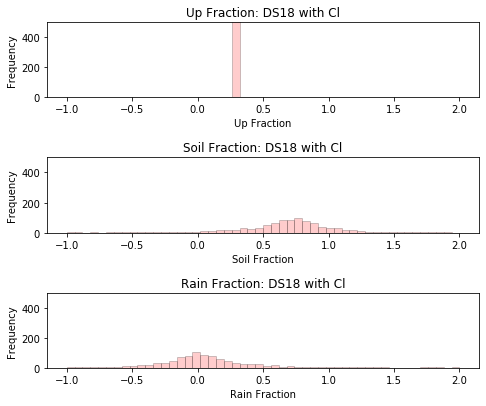 Up Fraction: DS18 with Cl
400
200
0
Frequency
−1.0 −0.5 0.0 0.5 1.0 1.5 2.0
Up Fraction
Soil Fraction: DS18 with Cl
400
200
0
Frequency
−1.0 −0.5 0.0 0.5 1.0 1.5 2.0
Soil Fraction
Rain Fraction: DS18 with Cl
400
200
0
Frequency
−1.0 −0.5 0.0 0.5 1.0 1.5 2.0
Rain Fraction